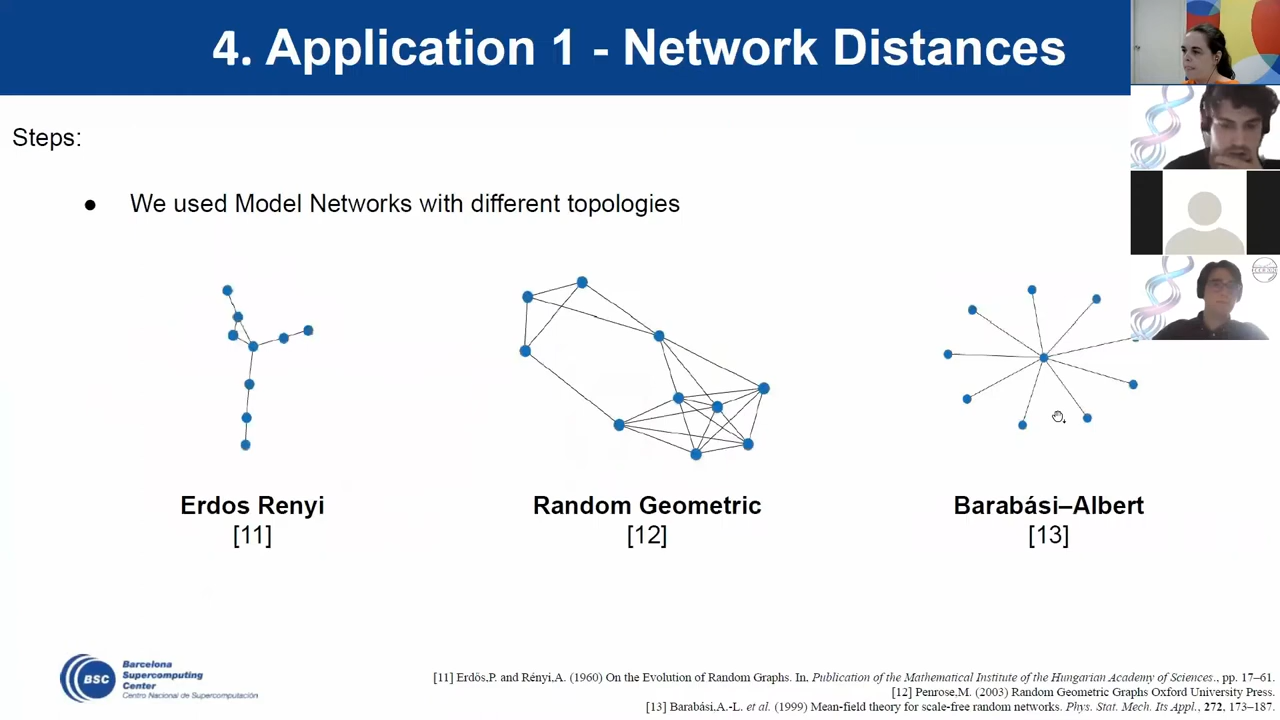 4. Application 1 - Network Distances
Steps:
● We used Model Networks with different topologies
Erdos Renyi
[11]
Random Geometric
[12]
Barabási–Albert
[13]
BSC
Barcelona
Supercomputing
Center
Centro Nacional de Supercomputación
[11] Erdös,P. and Rényi,A. (1960) On the Evolution of Random Graphs. In, Publication of the Mathematical Institute of the Hungarian Academy of Sciences., pp. 17–61.
[12] Penrose,M. (2003) Random Geometric Graphs Oxford University Press.
[13] Barabási,A.-L. et al. (1999) Mean-field theory for scale-free random networks. Phys. Stat. Mech. Its Appl., 272, 173–187.